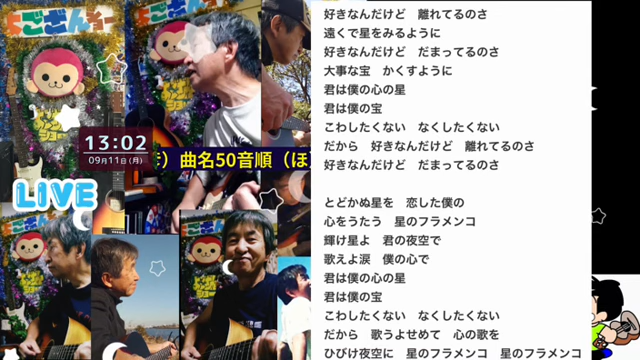 ござんす
13:02
09月11日(月)
）曲名50音順（ほ
LIVE
好きなんだけど　離れてるのさ
遠くで星をみるように
好きなんだけど　だまってるのさ
大事な宝　かくすように
君は僕の心の星
君は僕の宝
こわしたくない　なくしたくない
だから　好きなんだけど　離れてるのさ
好きなんだけど　だまってるのさ
とどかぬ星を　恋した僕の
心をうたう　星のフラメンコ
輝け星よ　君の夜空で
歌えよ涙　僕の心で
君は僕の心の星
君は僕の宝
こわしたくない　なくしたくない
だから　歌うよせめて　心の歌を
ひびけ夜空に　星のフラメンコ　星のフラメンコ